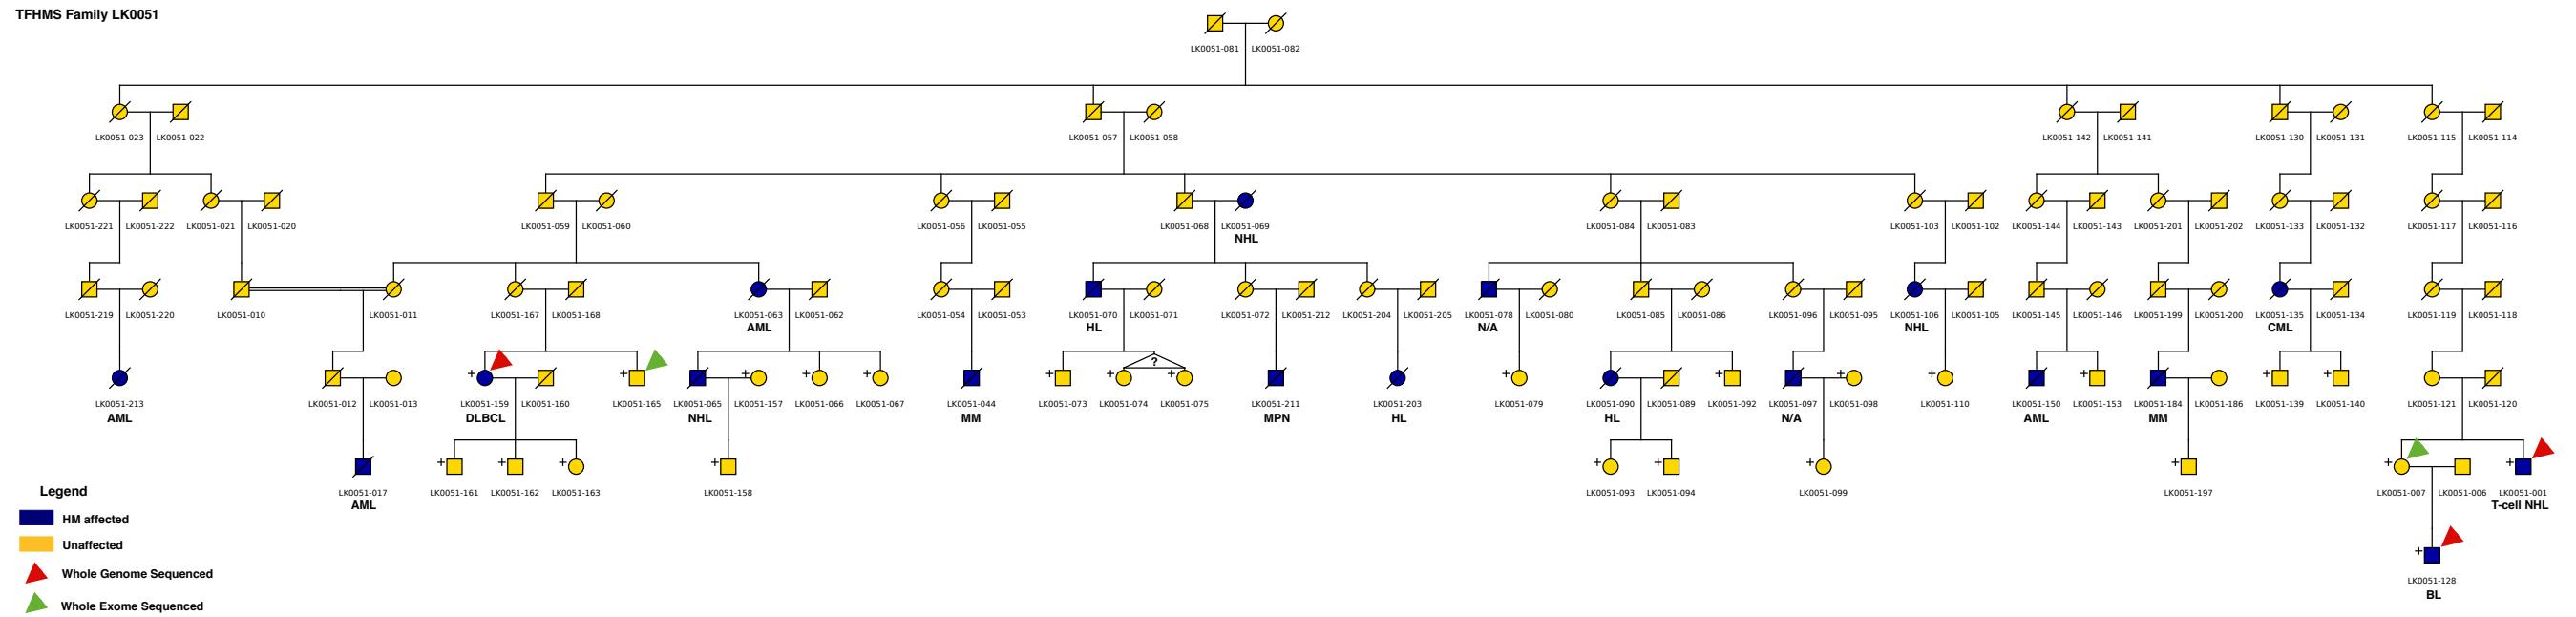 TFHMS Family LK0051
LK0051-081 LK0051-082
LK0051-023 LK0051-022 LK0051-057 LK0051-058 LK0051-142 LK0051-141 LK0051-130 LK0051-131 LK0051-115 LK0051-114
LK0051-221 LK0051-222 LK0051-021 LK0051-020 LK0051-059 LK0051-060 LK0051-056 LK0051-055 LK0051-068 LK0051-069 LK0051-084 LK0051-083 LK0051-103 LK0051-102 LK0051-144 LK0051-143 LK0051-201 LK0051-202 LK0051-133 LK0051-132 LK0051-117 LK0051-116
NHL
LK0051-219 LK0051-220 LK0051-010 LK0051-011 LK0051-167 LK0051-168 LK0051-063 LK0051-062 LK0051-054 LK0051-053 LK0051-070 LK0051-071 LK0051-072 LK0051-212 LK0051-204 LK0051-205 LK0051-078 LK0051-080 LK0051-085 LK0051-086 LK0051-096 LK0051-095 LK0051-106 LK0051-105 LK0051-145 LK0051-146 LK0051-199 LK0051-200 LK0051-135 LK0051-134 LK0051-119 LK0051-118
AML HL N/A NHL CML
?
+ + + + + + + + + + + + + + + +
LK0051-213 LK0051-012 LK0051-013 LK0051-159 LK0051-160 LK0051-165 LK0051-065 LK0051-157 LK0051-066 LK0051-067 LK0051-044 LK0051-073 LK0051-074 LK0051-075 LK0051-211 LK0051-203 LK0051-079 LK0051-090 LK0051-089 LK0051-092 LK0051-097 LK0051-098 LK0051-110 LK0051-150 LK0051-153 LK0051-184 LK0051-186 LK0051-139 LK0051-140 LK0051-121 LK0051-120
AML DLBCL NHL MM MPN HL HL N/A AML MM
+ + + + + + + + + +
LK0051-017 LK0051-161 LK0051-162 LK0051-163 LK0051-158 LK0051-093 LK0051-094 LK0051-099 LK0051-197 LK0051-007 LK0051-006 LK0051-001
AML T-cell NHL
+
LK0051-128
BL
Legend
HM affected
Unaffected
Whole Genome Sequenced
Whole Exome Sequenced